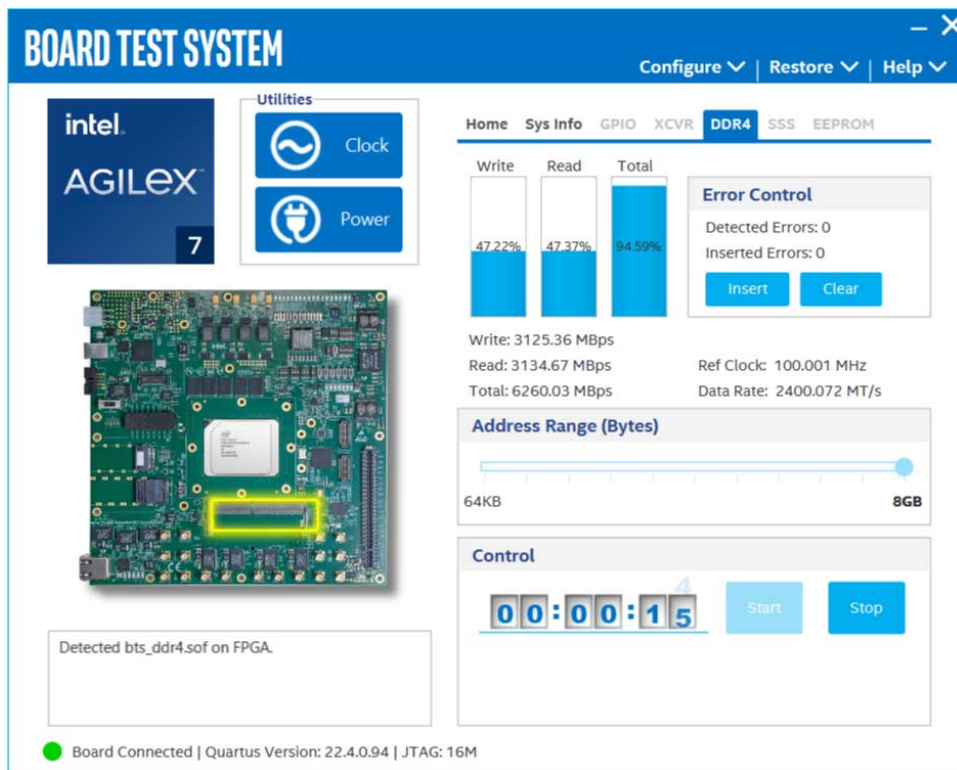 BOARD TEST SYSTEM
Configure | Restore | Help
intel.
AGILEX™
7
Utilities
Clock
Power
Home Sys Info GPIO XCVR DDR4 SSS EEPROM
Write Read Total
47.22% 47.37% 94.59%
Error Control
Detected Errors: 0
Inserted Errors: 0
Insert Clear
Write: 3125.36 MBps
Read: 3134.67 MBps Ref Clock: 100.001 MHz
Total: 6260.03 MBps Data Rate: 2400.072 MT/s
Address Range (Bytes)
64KB 8GB
Control
00:00:15 Start Stop
Detected bts_ddr4.sof on FPGA.
Board Connected | Quartus Version: 22.4.0.94 | JTAG: 16M